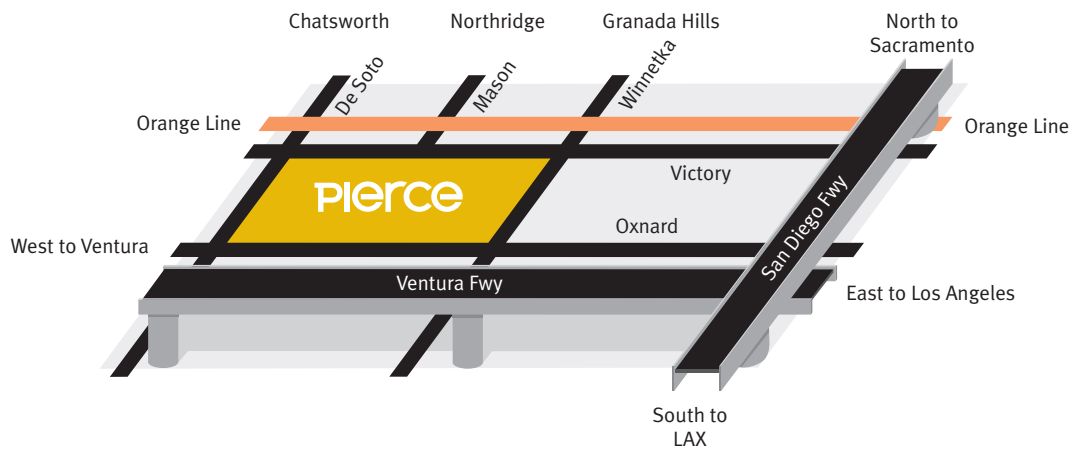 Chatsworth
Northridge
Granada Hills
North to
Sacramento
De Soto
Mason
Winnetka
Orange Line
Orange Line
PIerce
Victory
Oxnard
West to Ventura
San Diego Fwy
Ventura Fwy
East to Los Angeles
South to
LAX